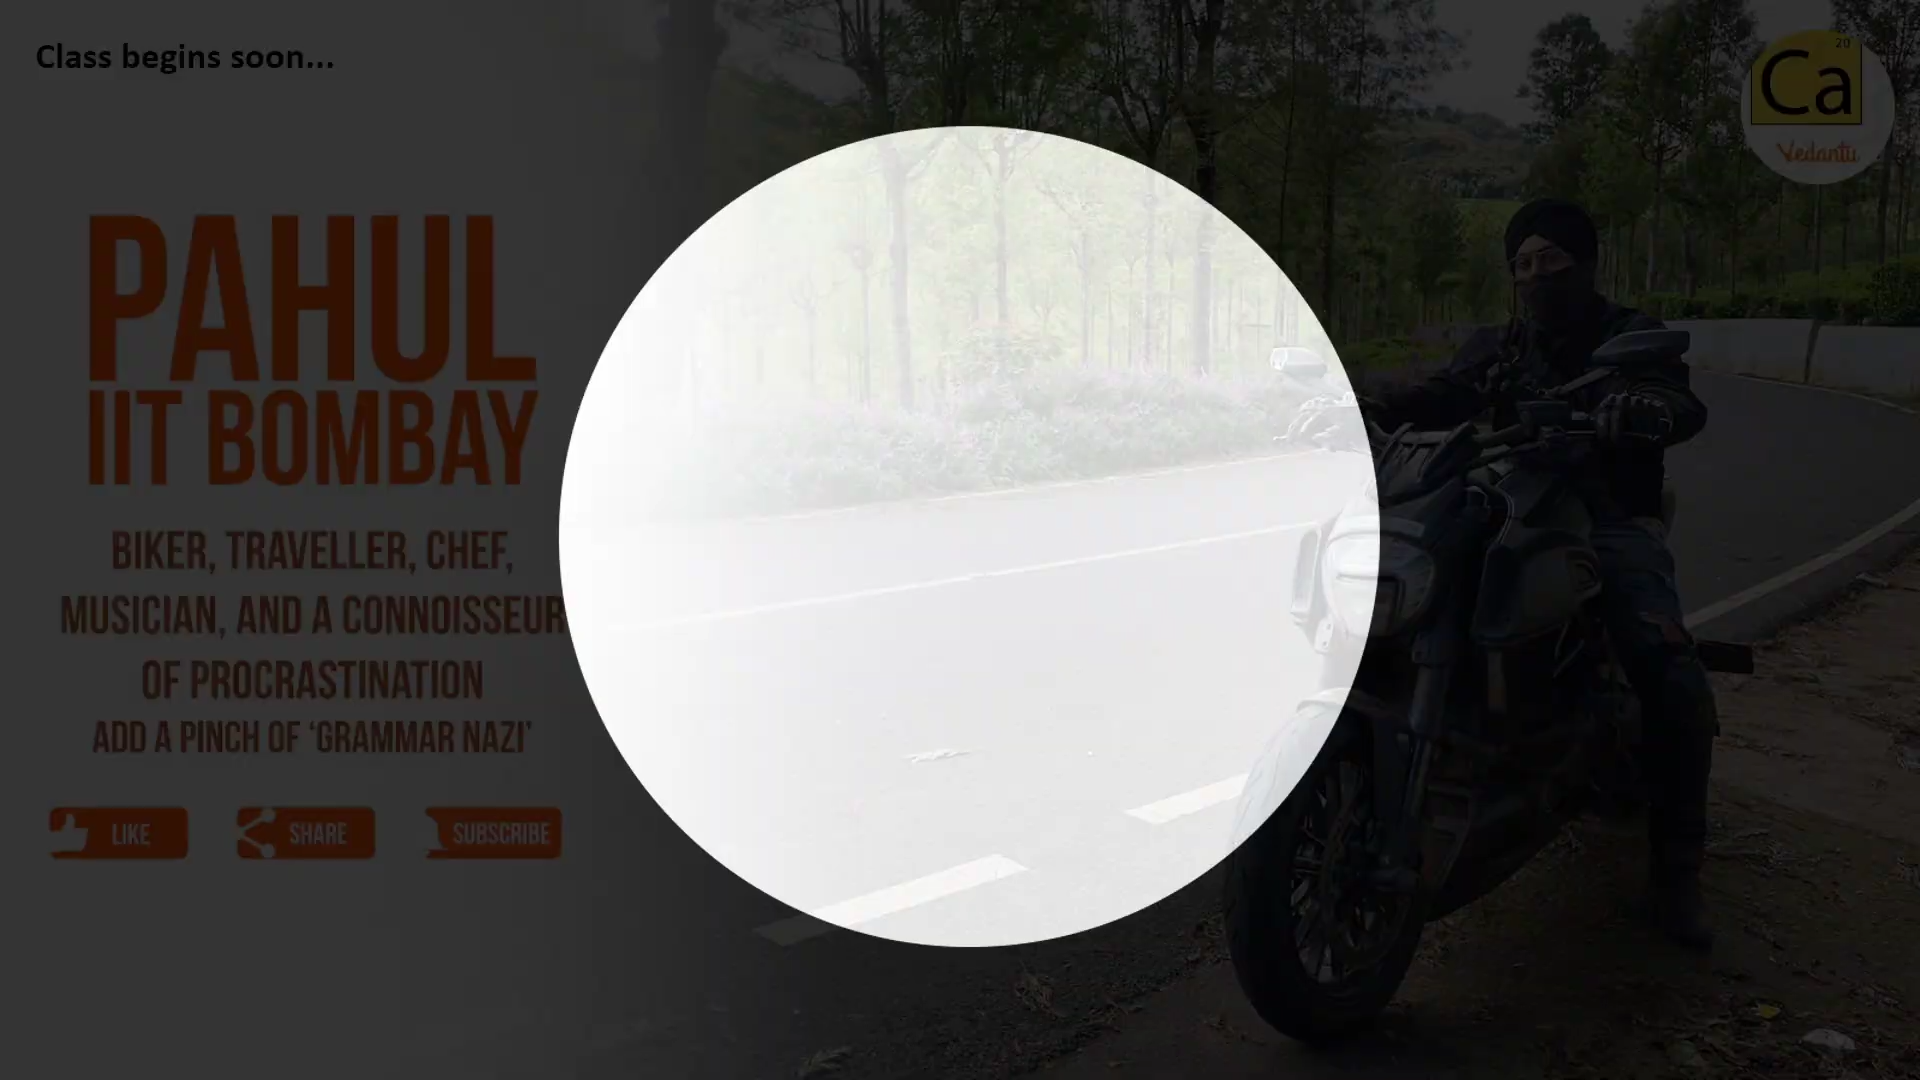 Class begins soon...
20
Ca
Vedantu
PAHUL
IIT BOMBAY
BIKER, TRAVELLER, CHEF,
MUSICIAN, AND A CONNOISSEUR
OF PROCRASTINATION
ADD A PINCH OF ‘GRAMMAR NAZI’
LIKE
SHARE
SUBSCRIBE